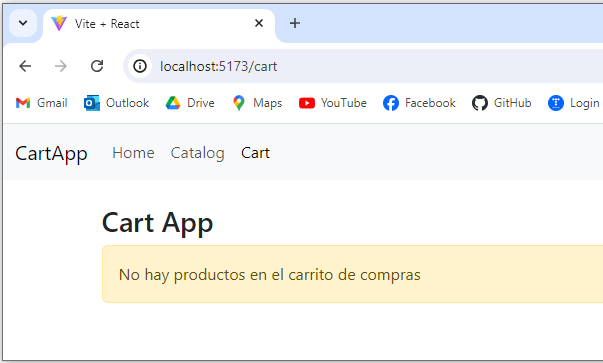 Vite + React
localhost:5173/cart
Gmail Outlook Drive Maps YouTube Facebook GitHub Login
CartApp Home Catalog Cart
Cart App
No hay productos en el carrito de compras